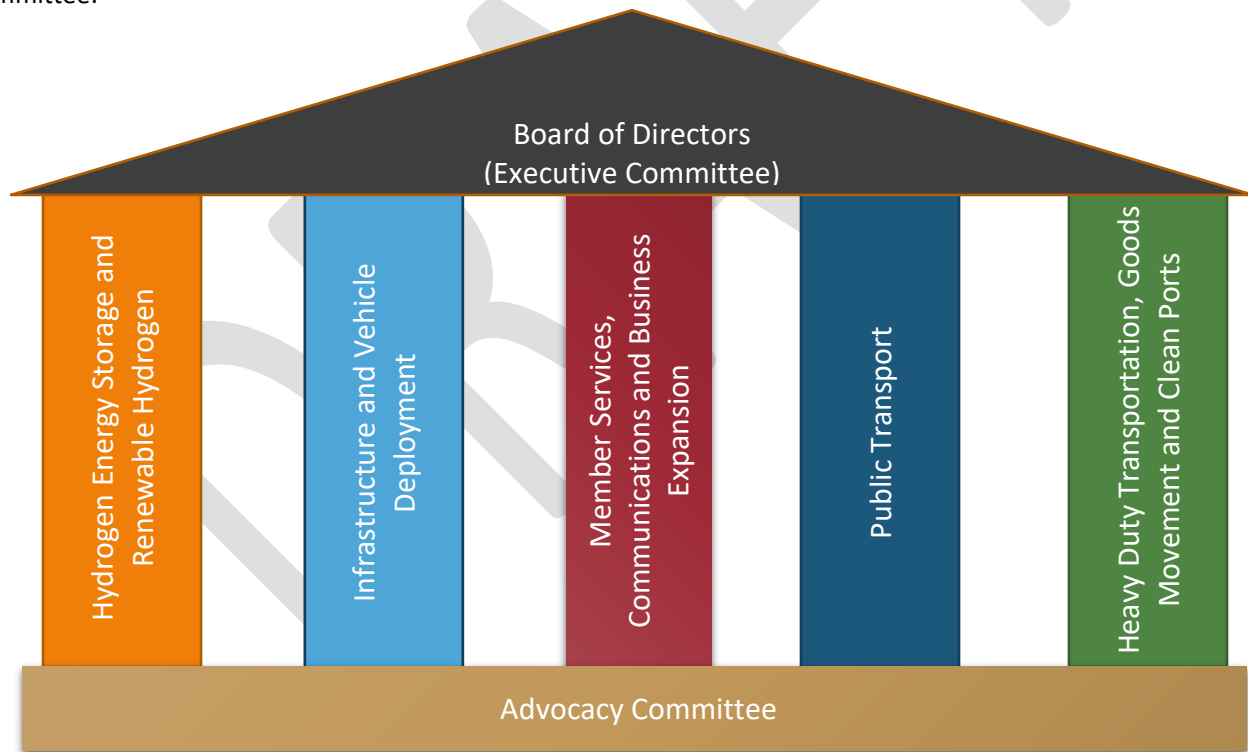 mmittee.
Board of Directors
(Executive Committee)
Hydrogen Energy Storage and
Renewable Hydrogen
Infrastructure and Vehicle
Deployment
Member Services,
Communications and Business
Expansion
Public Transport
Heavy Duty Transportation, Goods
Movement and Clean Ports
Advocacy Committee